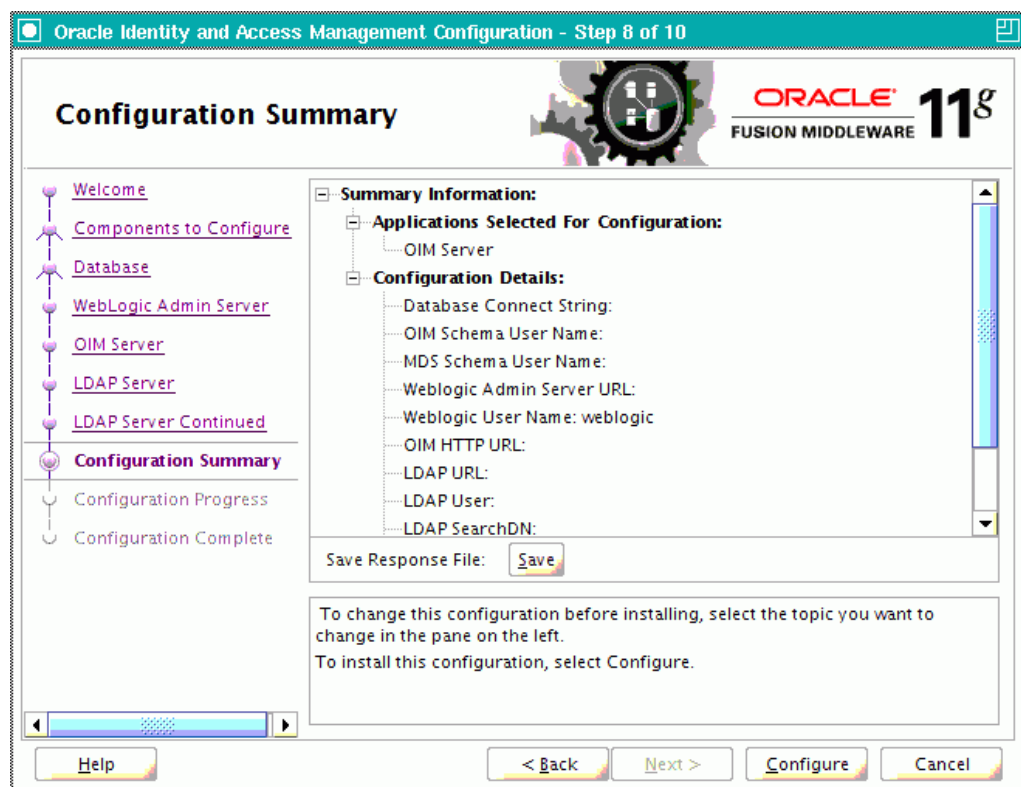 Oracle Identity and Access Management Configuration - Step 8 of 10
Configuration Summary
ORACLE
FUSION MIDDLEWARE
11g
Welcome
Components to Configure
Database
WebLogic Admin Server
OIM Server
LDAP Server
LDAP Server Continued
Configuration Summary
Configuration Progress
Configuration Complete
Summary Information:
Applications Selected For Configuration:
OIM Server
Configuration Details:
Database Connect String:
OIM Schema User Name:
MDS Schema User Name:
Weblogic Admin Server URL:
Weblogic User Name: weblogic
OIM HTTP URL:
LDAP URL:
LDAP User:
LDAP SearchDN:
Save Response File:
Save
To change this configuration before installing, select the topic you want to
change in the pane on the left.
To install this configuration, select Configure.
Help
< Back
Next >
Configure
Cancel